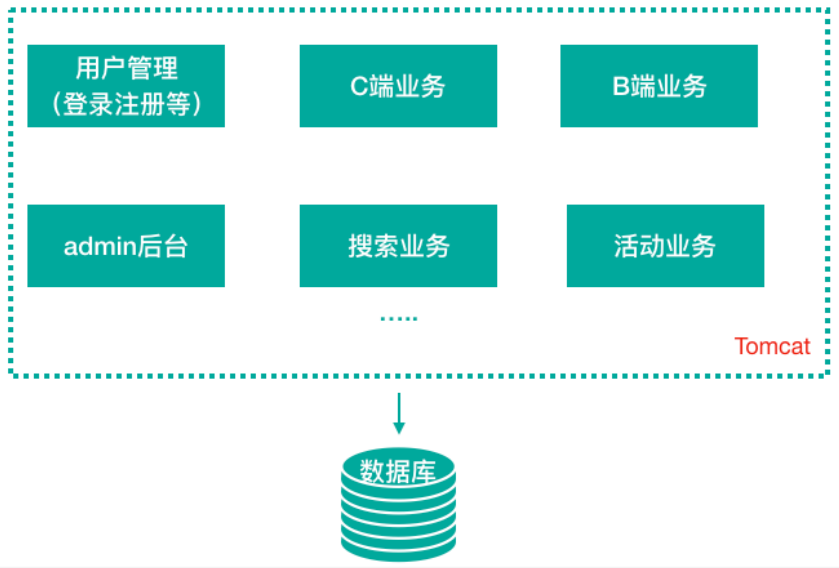 用户管理
（登录注册等）
C端业务
B端业务
admin后台
搜索业务
活动业务
.....
Tomcat
数据库